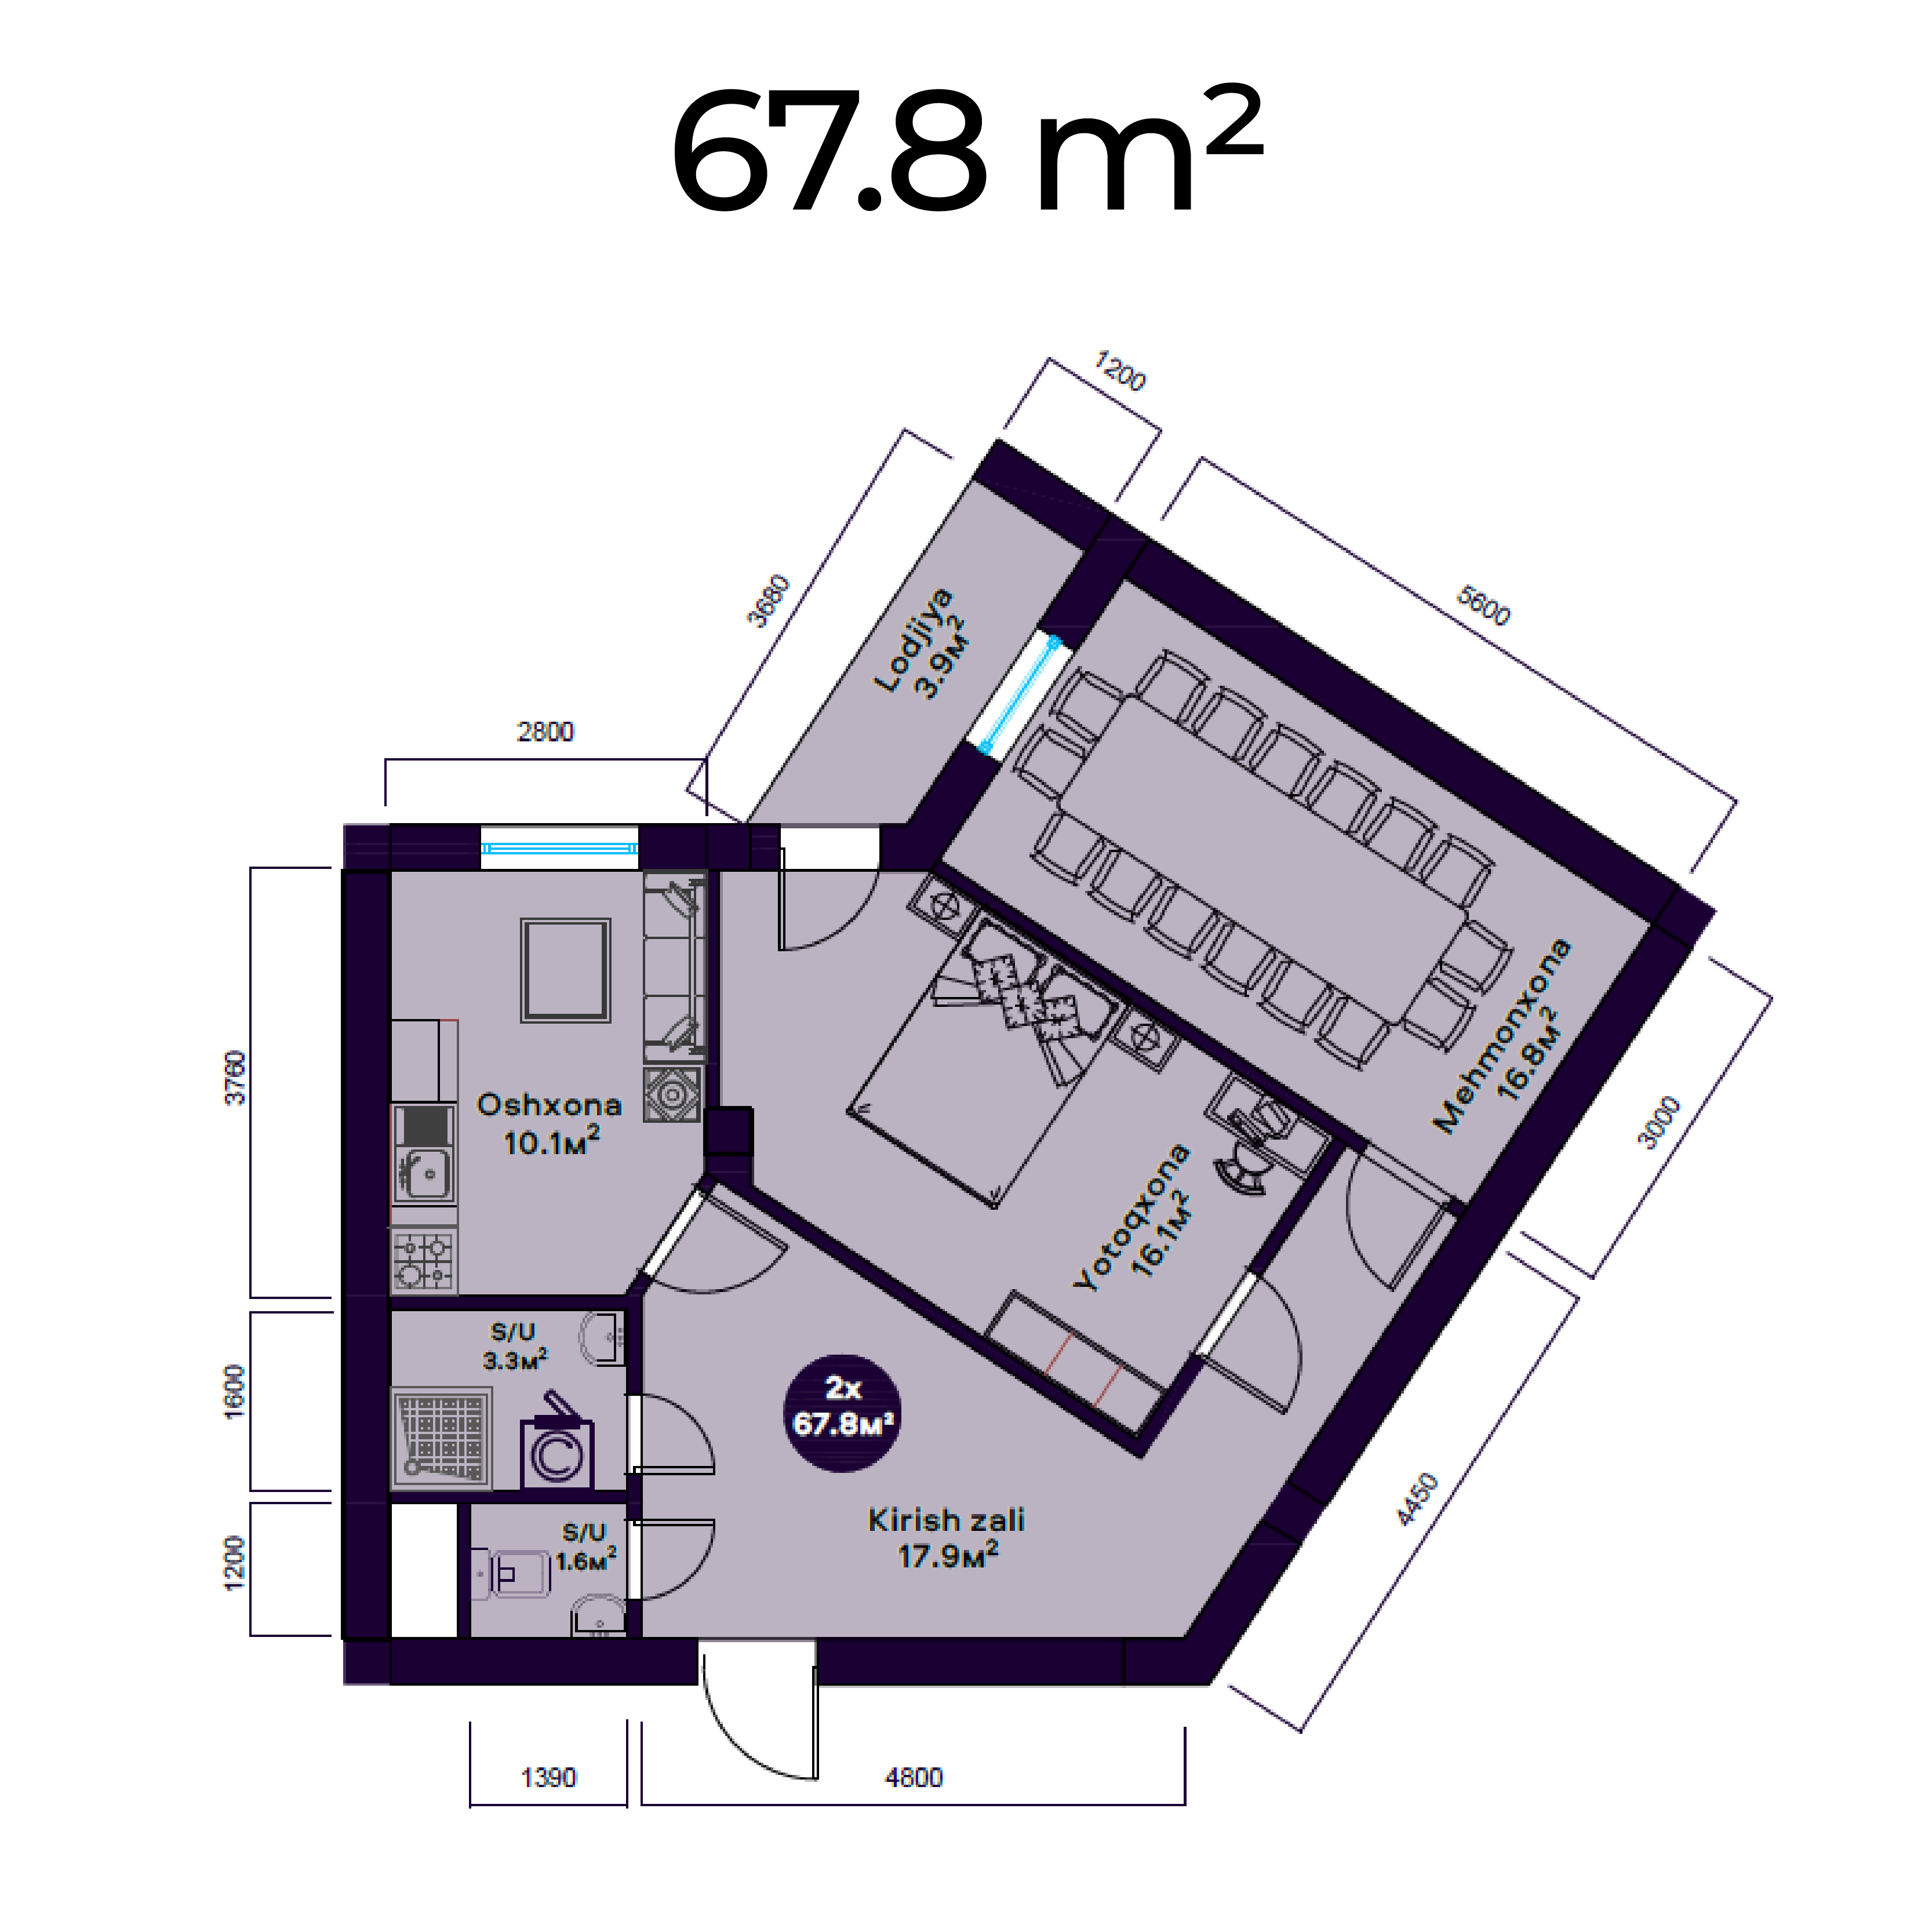 67.8 m²
1200
3680
5600
2800
Lodjiya
3.9м²
Mehmonxona
16.8м²
3760
Oshxona
10.1м²
3000
Yotoqxona
16.1м²
S/U
3.3м²
1600
2x
67.8м²
4450
Kirish zali
17.9м²
S/U
1.6м²
1200
1390
4800